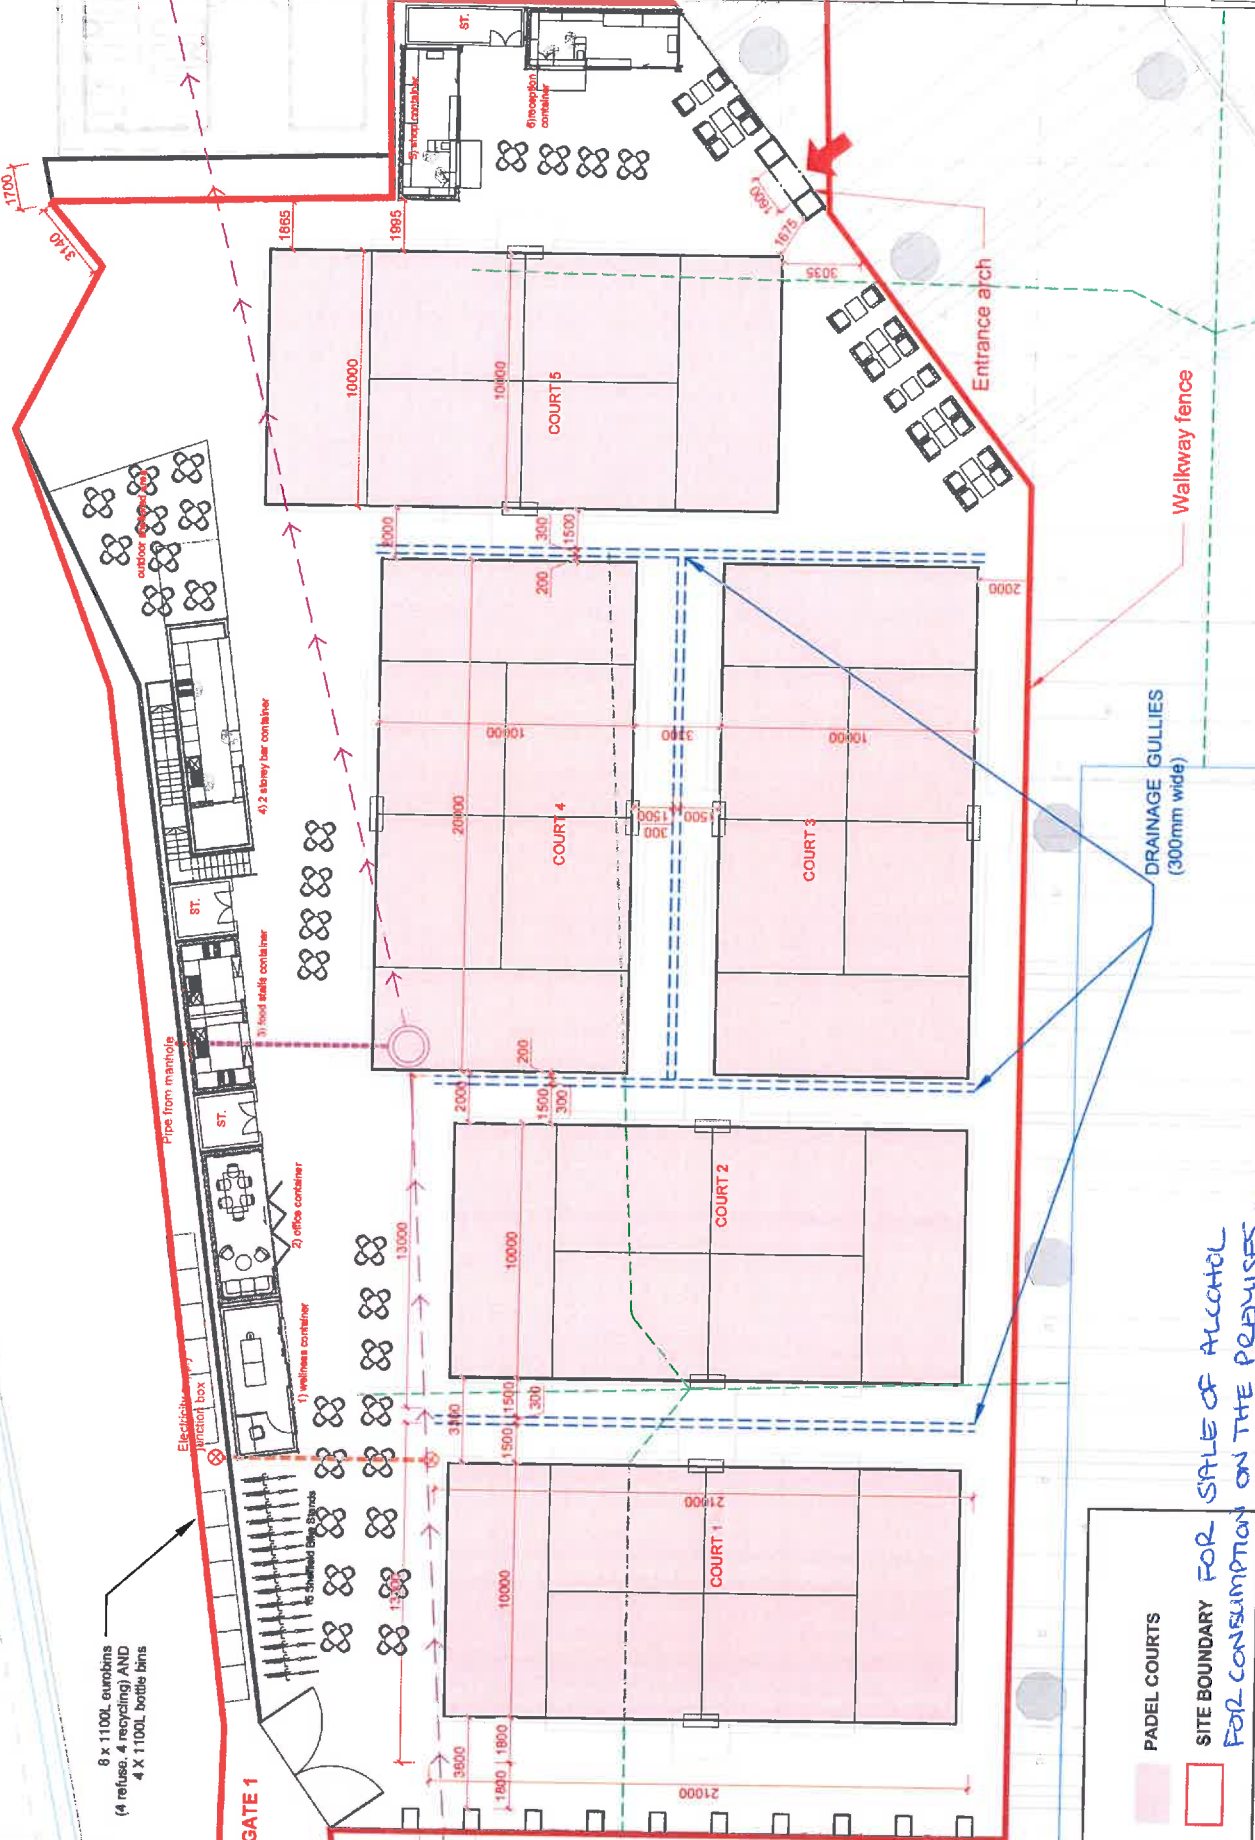 1700
3140
1865
1995
ST.
5) shop container
6) reception
container
1600
1675
3035
Entrance arch
Walkway fence
10000
10000
COURT 5
2000
300
1500
200
2000
4) 2 storey bar container
ST.
3) food stalls container
Pipe from manhole
ST.
2) office container
1) wellness container
junction box
15 Sheffield Bike Stands
8 x 1100L eurobins
(4 refuse, 4 recycling) AND
4 X 1100L bottle bins
GATE 1
20000
10000
COURT 4
1500
300
1500
10000
COURT 3
DRAINAGE GULLIES
(300mm wide)
200
2000
1500
300
13000
10000
COURT 2
1500
300
1500
21000
10000
COURT 1
3600
1800
1800
21000
PADEL COURTS
SITE BOUNDARY FOR SALE OF ALCOHOL
FOR CONSUMPTION ON THE PREMISES